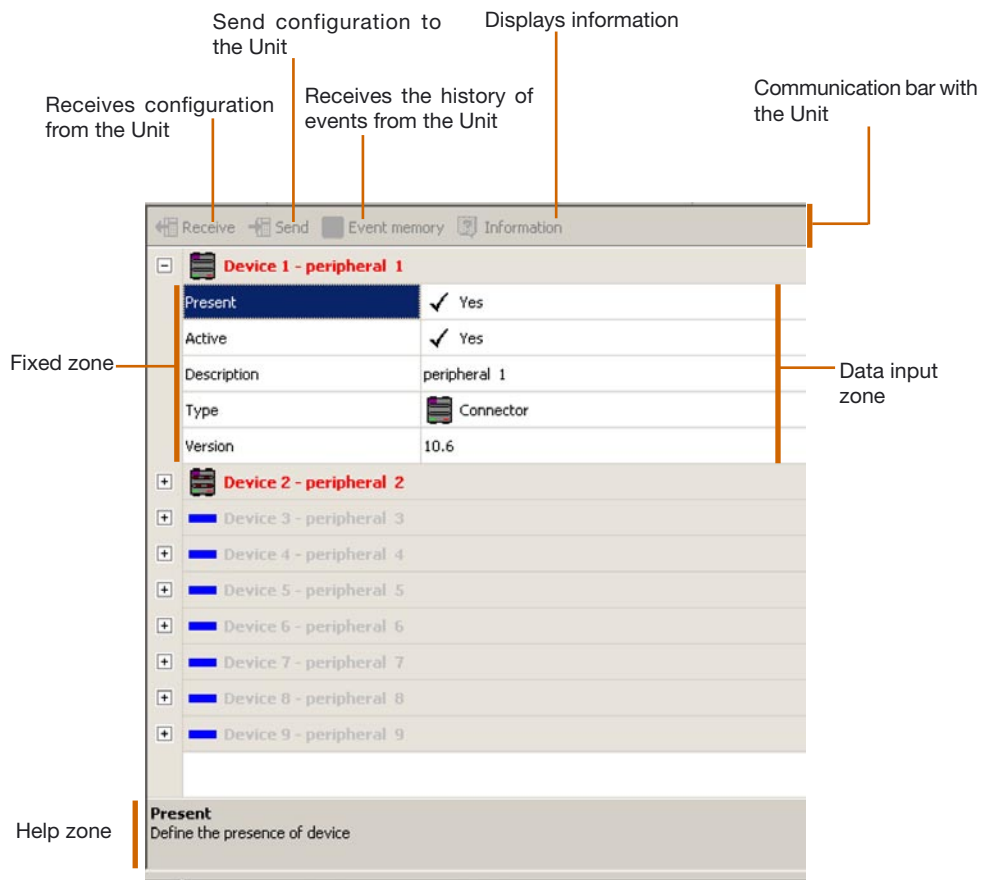 Send configuration to
the Unit
Displays information
Receives configuration
from the Unit
Receives the history of
events from the Unit
Communication bar with
the Unit
Receive Send Event memory Information
Device 1 - peripheral 1
Present Yes
Active Yes
Description peripheral 1
Type Connector
Version 10.6
Fixed zone
Data input
zone
Device 2 - peripheral 2
Device 3 - peripheral 3
Device 4 - peripheral 4
Device 5 - peripheral 5
Device 6 - peripheral 6
Device 7 - peripheral 7
Device 8 - peripheral 8
Device 9 - peripheral 9
Help zone
Present
Define the presence of device